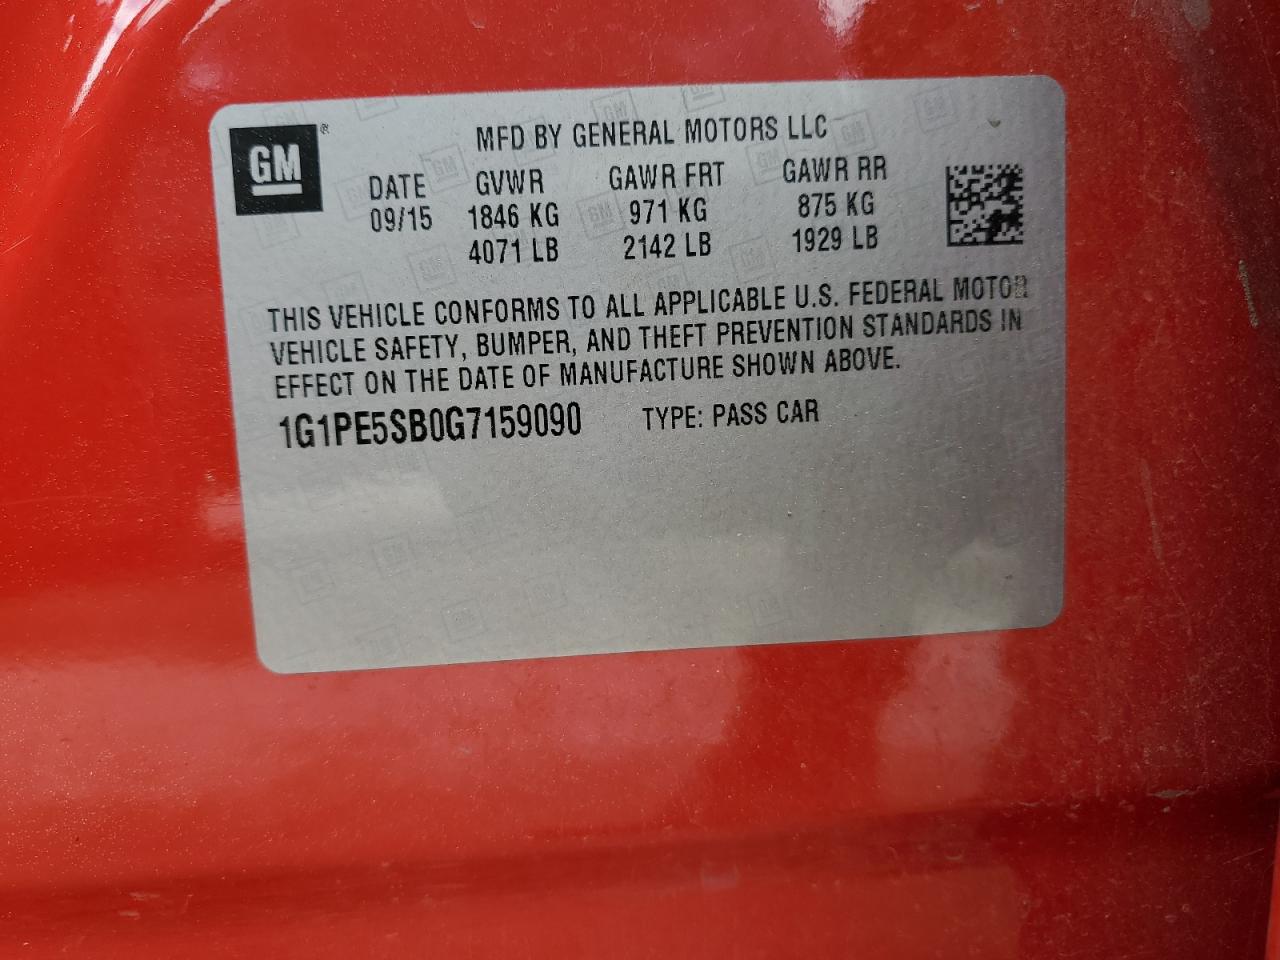 GM®
MFD BY GENERAL MOTORS LLC
DATE GVWR GAWR FRT GAWR RR
09/15 1846 KG 971 KG 875 KG
4071 LB 2142 LB 1929 LB
THIS VEHICLE CONFORMS TO ALL APPLICABLE U.S. FEDERAL MOTOR
VEHICLE SAFETY, BUMPER, AND THEFT PREVENTION STANDARDS IN
EFFECT ON THE DATE OF MANUFACTURE SHOWN ABOVE.
1G1PE5SB0G7159090 TYPE: PASS CAR